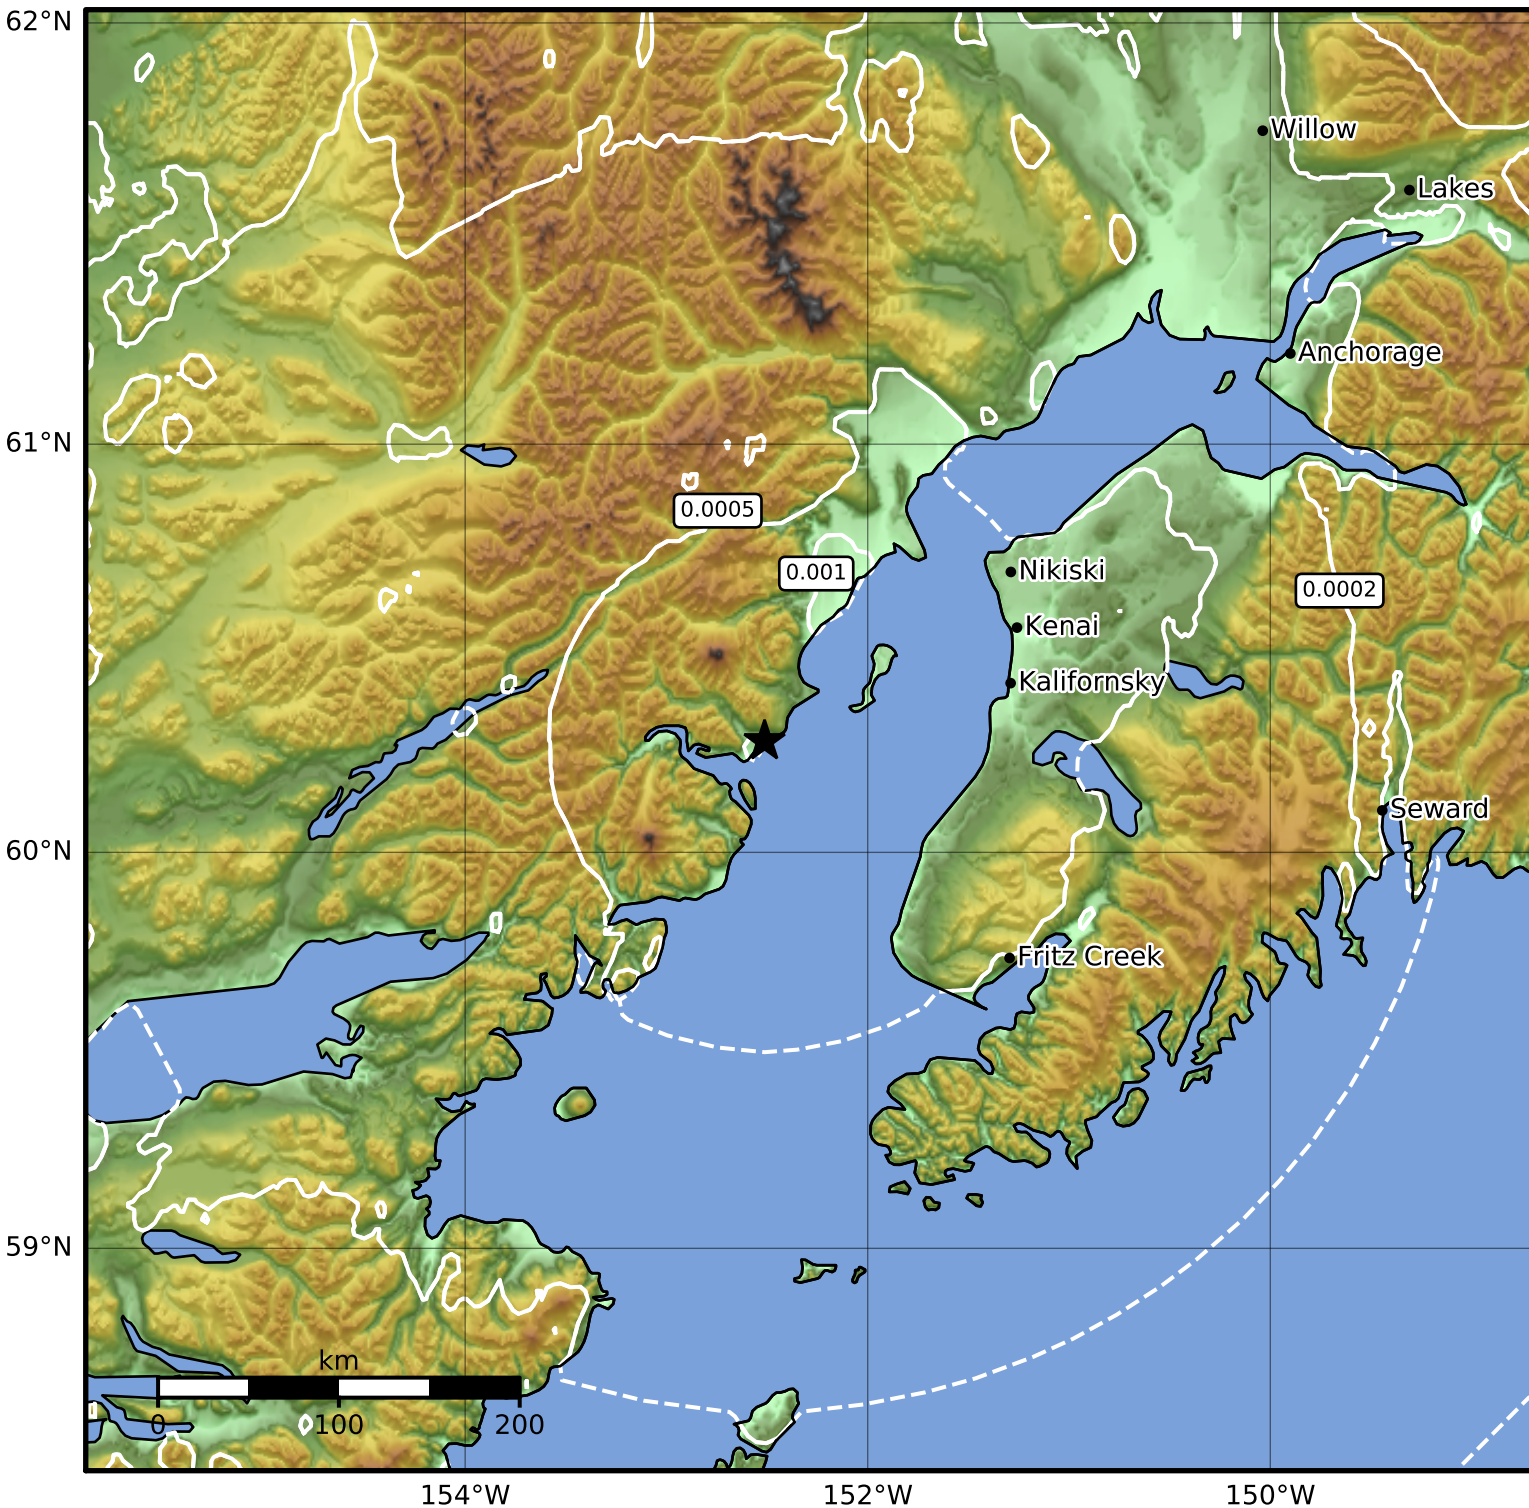 62°N
Willow
Lakes
Anchorage
61°N
0.0005
0.001
Nikiski
0.0002
Kenai
Kalifornsky
Seward
60°N
Fritz Creek
59°N
km
0 100 200
154°W 152°W 150°W